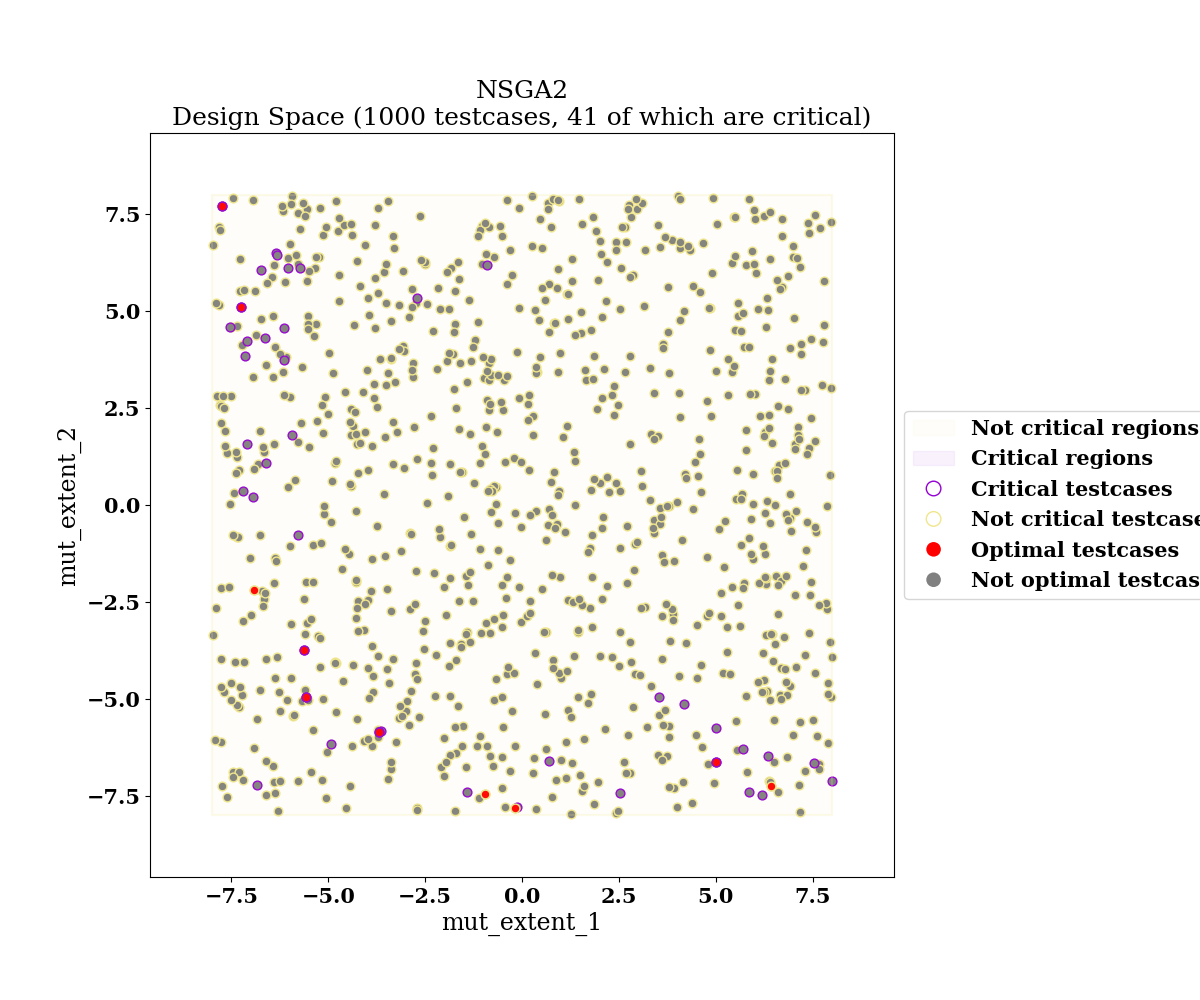 NSGA2
Design Space (1000 testcases, 41 of which are critical)
mut_extent_2
7.5
5.0
2.5
0.0
−2.5
−5.0
−7.5
−7.5 −5.0 −2.5 0.0 2.5 5.0 7.5
mut_extent_1
Not critical regions
Critical regions
Critical testcases
Not critical testcase
Optimal testcases
Not optimal testcas